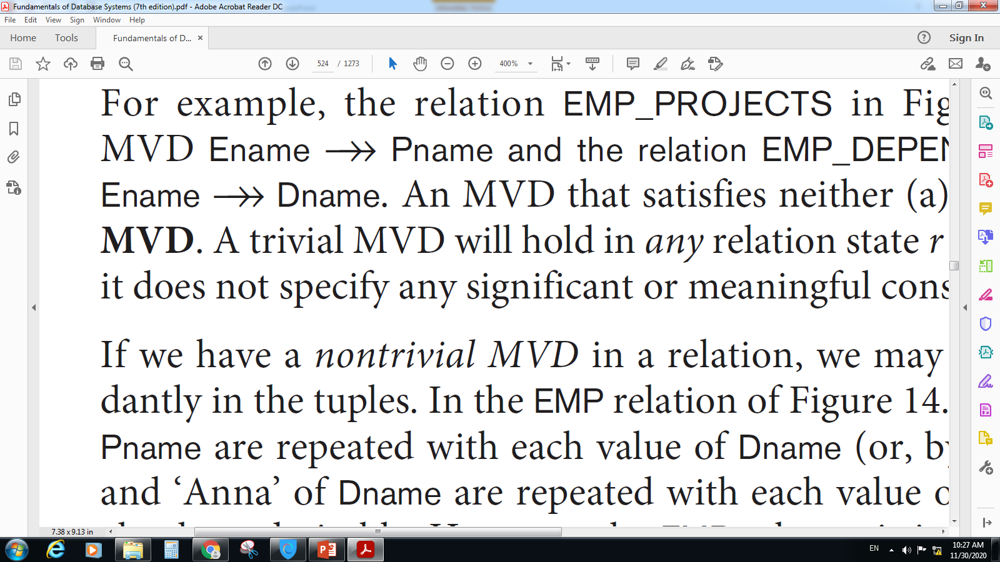 Fundamentals of Database Systems (7th edition).pdf - Adobe Acrobat Reader DC
File Edit View Sign Window Help
Home Tools Fundamentals of D... × ? Sign In
524 / 1273 400%
For example, the relation EMP_PROJECTS in Fig
MVD Ename →→ Pname and the relation EMP_DEPEN
Ename →→ Dname. An MVD that satisfies neither (a)
MVD. A trivial MVD will hold in any relation state r
it does not specify any significant or meaningful cons
If we have a nontrivial MVD in a relation, we may
dantly in the tuples. In the EMP relation of Figure 14.
Pname are repeated with each value of Dname (or, by
and ‘Anna’ of Dname are repeated with each value o
7.38 x 9.13 in
EN 10:27 AM
11/30/2020